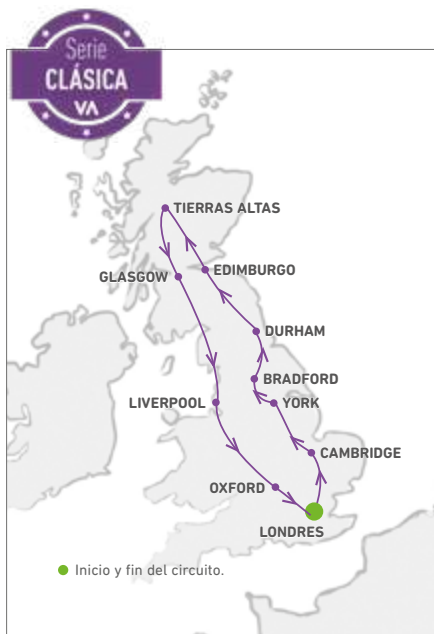 Serie
CLÁSICA
VA
TIERRAS ALTAS
EDIMBURGO
GLASGOW
DURHAM
BRADFORD
LIVERPOOL
YORK
CAMBRIDGE
OXFORD
LONDRES
Inicio y fin del circuito.